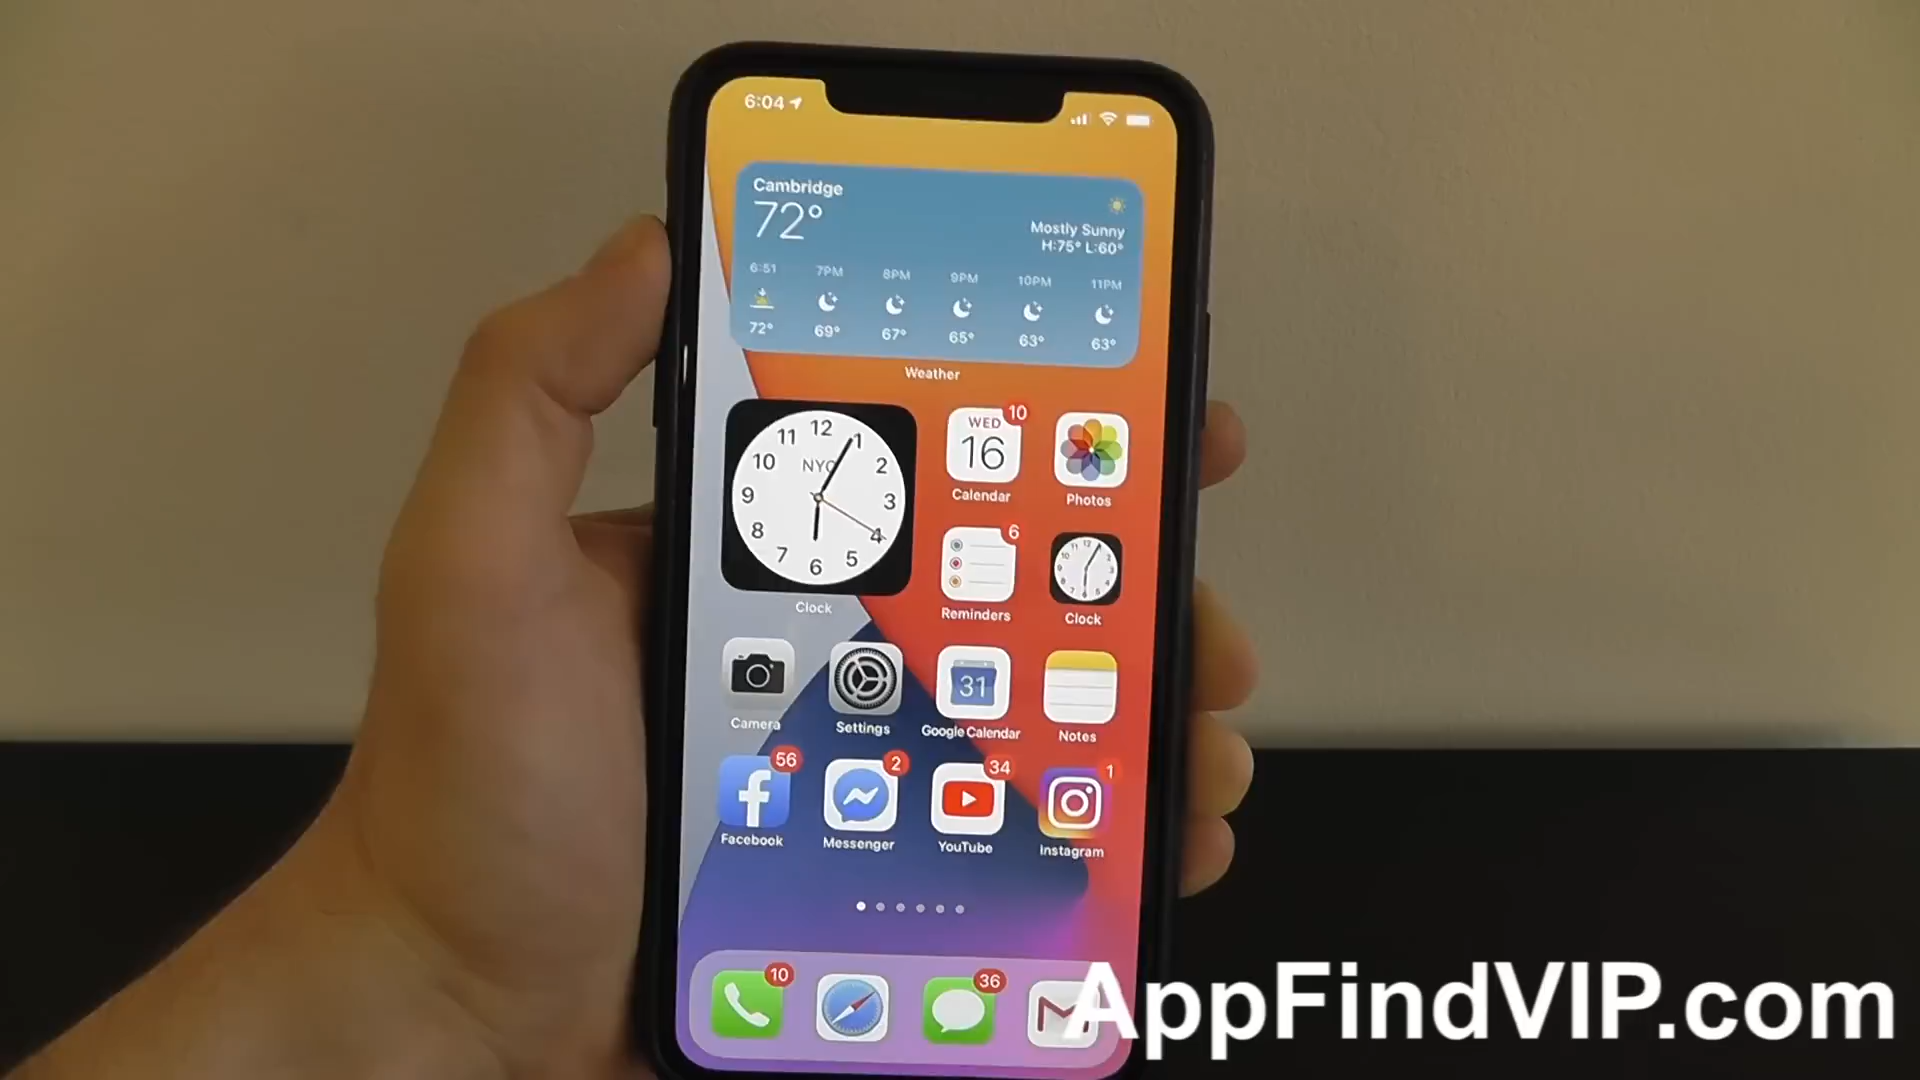 6:04
Cambridge
72°
Mostly Sunny
H:75° L:60°
6:51 7PM 8PM 9PM 10PM 11PM
72° 69° 67° 65° 63° 63°
Weather
12
11 1
NYC
10 2
9 3
8 4
7 5
6
Clock
10
WED
16
Calendar
Photos
6
Reminders
Clock
Camera
Settings
31
Google Calendar
Notes
56
Facebook
2
Messenger
34
YouTube
1
Instagram
10
36
AppFindVIP.com